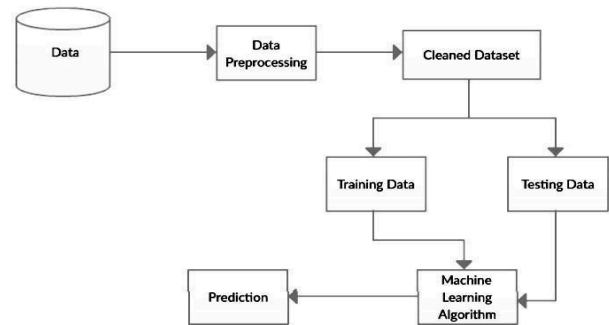 Data
Data
Preprocessing
Cleaned Dataset
Training Data
Testing Data
Prediction
Machine
Learning
Algorithm